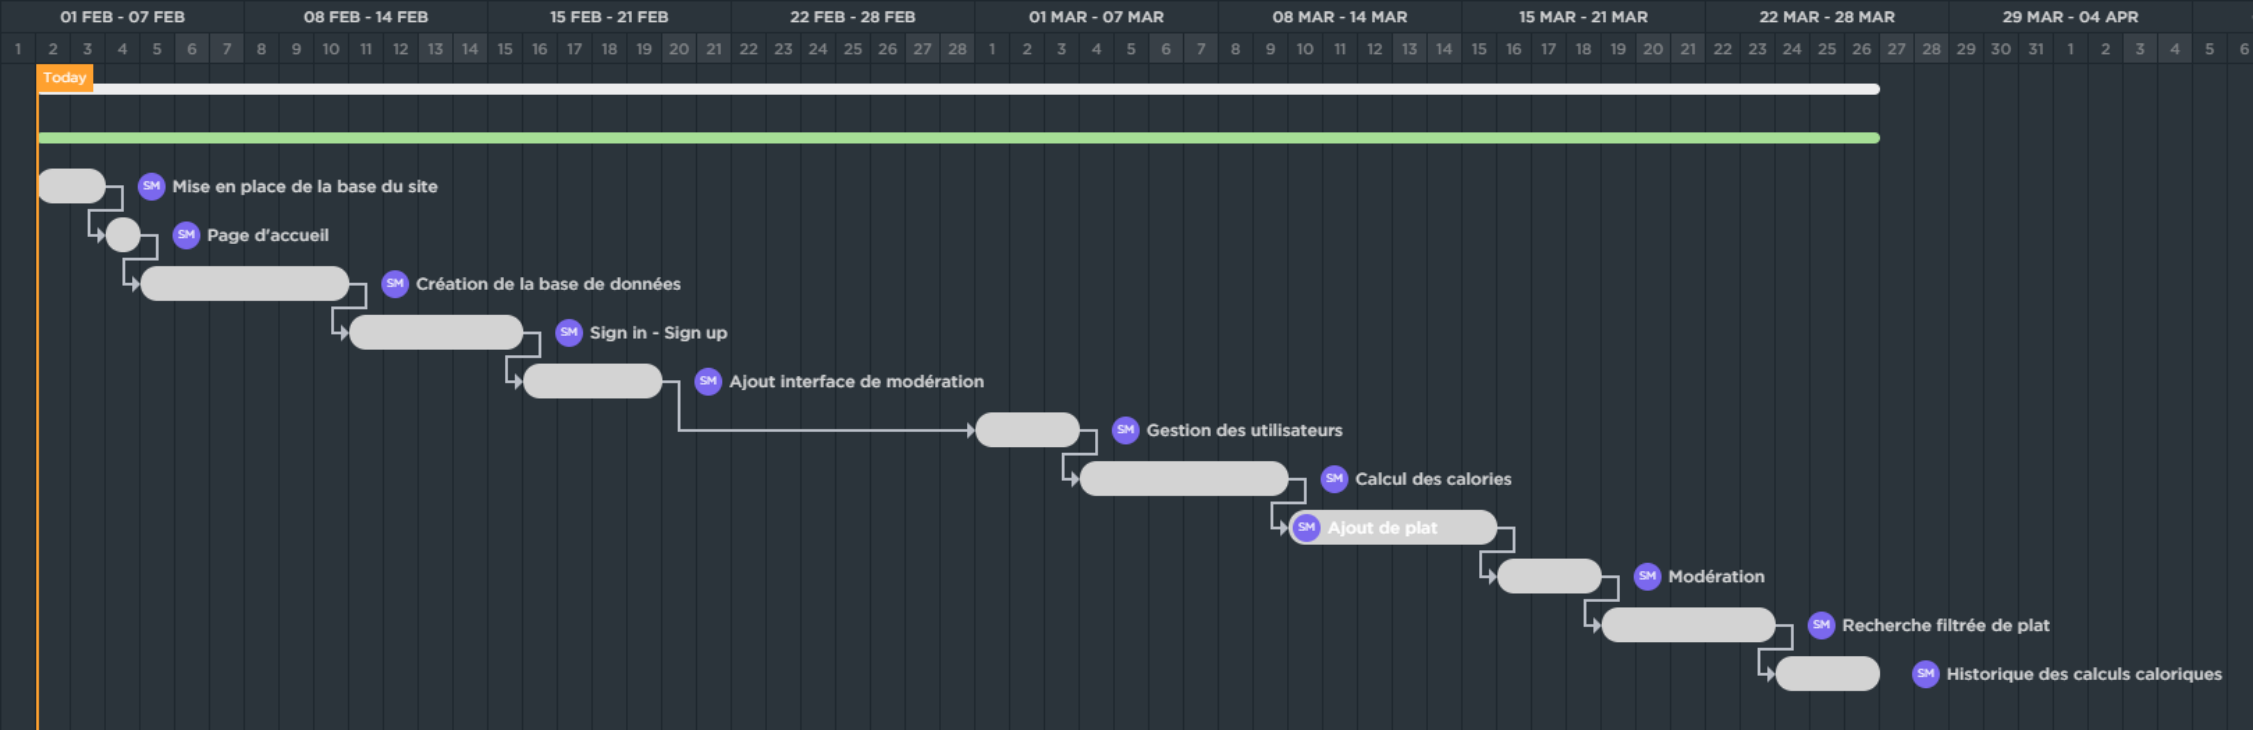 01 FEB - 07 FEB 08 FEB - 14 FEB 15 FEB - 21 FEB 22 FEB - 28 FEB 01 MAR - 07 MAR 08 MAR - 14 MAR 15 MAR - 21 MAR 22 MAR - 28 MAR 29 MAR - 04 APR
1 2 3 4 5 6 7 8 9 10 11 12 13 14 15 16 17 18 19 20 21 22 23 24 25 26 27 28 1 2 3 4 5 6 7 8 9 10 11 12 13 14 15 16 17 18 19 20 21 22 23 24 25 26 27 28 29 30 31 1 2 3 4 5 6
Today
SM Mise en place de la base du site
SM Page d'accueil
SM Création de la base de données
SM Sign in - Sign up
SM Ajout interface de modération
SM Gestion des utilisateurs
SM Calcul des calories
SM Ajout de plat
SM Modération
SM Recherche filtrée de plat
SM Historique des calculs caloriques